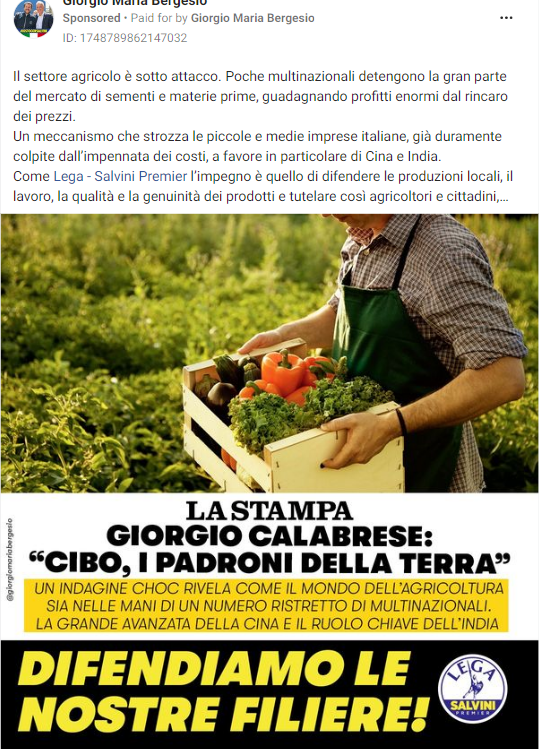 Giorgio Maria Bergesio
Sponsored • Paid for by Giorgio Maria Bergesio
ID: 1748789862147032
Il settore agricolo è sotto attacco. Poche multinazionali detengono la gran parte
del mercato di sementi e materie prime, guadagnando profitti enormi dal rincaro
dei prezzi.
Un meccanismo che strozza le piccole e medie imprese italiane, già duramente
colpite dall'impennata dei costi, a favore in particolare di Cina e India.
Come Lega - Salvini Premier l'impegno è quello di difendere le produzioni locali, il
lavoro, la qualità e la genuinità dei prodotti e tutelare così agricoltori e cittadini,...
@giorgiomariabergesio
LA STAMPA
GIORGIO CALABRESE:
“CIBO, I PADRONI DELLA TERRA”
UN INDAGINE CHOC RIVELA COME IL MONDO DELL'AGRICOLTURA
SIA NELLE MANI DI UN NUMERO RISTRETTO DI MULTINAZIONALI.
LA GRANDE AVANZATA DELLA CINA E IL RUOLO CHIAVE DELL'INDIA
DIFENDIAMO LE
NOSTRE FILIERE!
LEGA
SALVINI
PREMIER